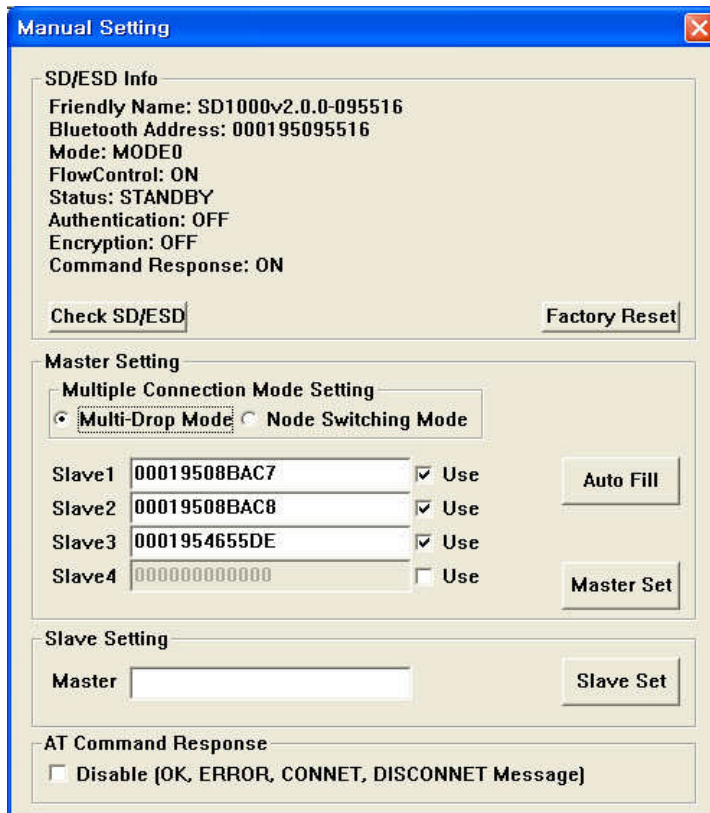 Manual Setting
SD/ESD Info
Friendly Name: SD1000v2.0.0-095516
Bluetooth Address: 000195095516
Mode: MODE0
FlowControl: ON
Status: STANDBY
Authentication: OFF
Encryption: OFF
Command Response: ON
Check SD/ESD Factory Reset
Master Setting
Multiple Connection Mode Setting
Multi-Drop Mode Node Switching Mode
Slave1 00019508BAC7 Use Auto Fill
Slave2 00019508BAC8 Use
Slave3 0001954655DE Use
Slave4 000000000000 Use Master Set
Slave Setting
Master Slave Set
AT Command Response
Disable (OK, ERROR, CONNET, DISCONNET Message)